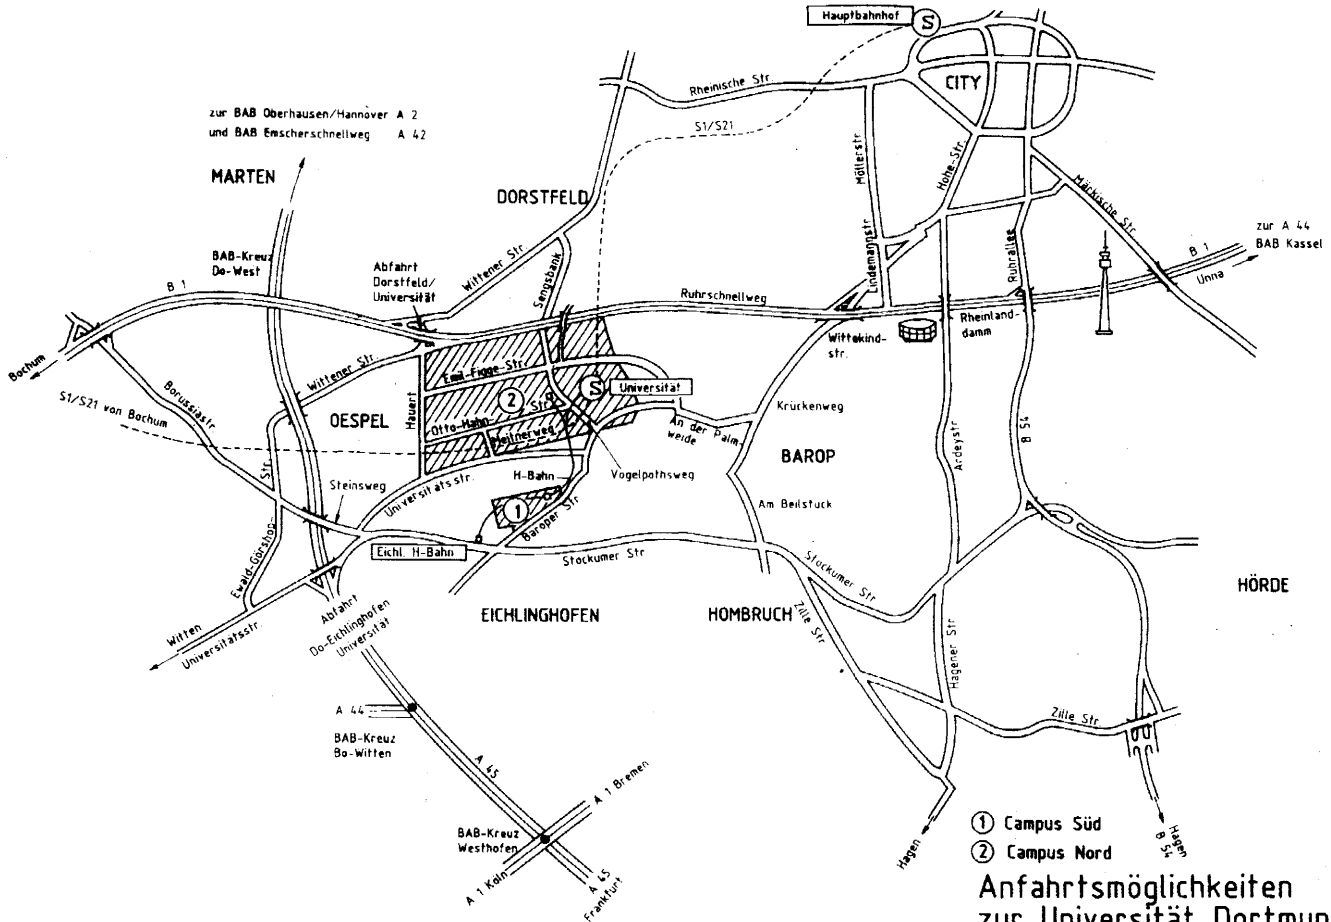 Hauptbahnhof
S
CITY
Rheinische Str.
zur BAB Oberhausen/Hannover A 2
und BAB Emscherschnellweg A 42
S1/S21
MARTEN
DORSTFELD
Möllerstr
Hohe-Str.
Märkische Str.
zur A 44
BAB Kassel
BAB-Kreuz
Do-West
Abfahrt
Dorstfeld/
Universität
Wittener Str.
Sengsbank
Lindemannstr
Ruhrallee
B 1
Unna
B 1
Ruhrschnellweg
Rheinland-
damm
Wittekind-
str.
Bochum
Borussiastr
S1/S21 von Bochum
Wittener Str.
OESPEL
Hauert
Emil-Figge-Str.
2
S
Universität
Otto-Hahn-
Str
Meitnerweg
An der Palm-
weide
Krückenweg
BAROP
Ardeystr
B 54
Steinsweg
Universitätsstr.
H-Bahn
Vogelpothsweg
Am Beilstück
1
Baroper Str
Eichl. H-Bahn
Stockumer Str
Stockumer Str
Ewald-Görshop-
Str.
EICHLINGHOFEN
HOMBRUCH
HÖRDE
Zille Str
Hagener Str
Witten
Universitätsstr.
Abfahrt
Do-Eichlinghofen
Universität
A 44
BAB-Kreuz
Bo-Witten
A 45
Zille Str.
BAB-Kreuz
Westhofen
A 1 Bremen
A 1 Köln
A 45
Frankfurt
Hagen
Hagen
B 54
1 Campus Süd
2 Campus Nord
Anfahrtsmöglichkeiten
zur Universität Dortmun